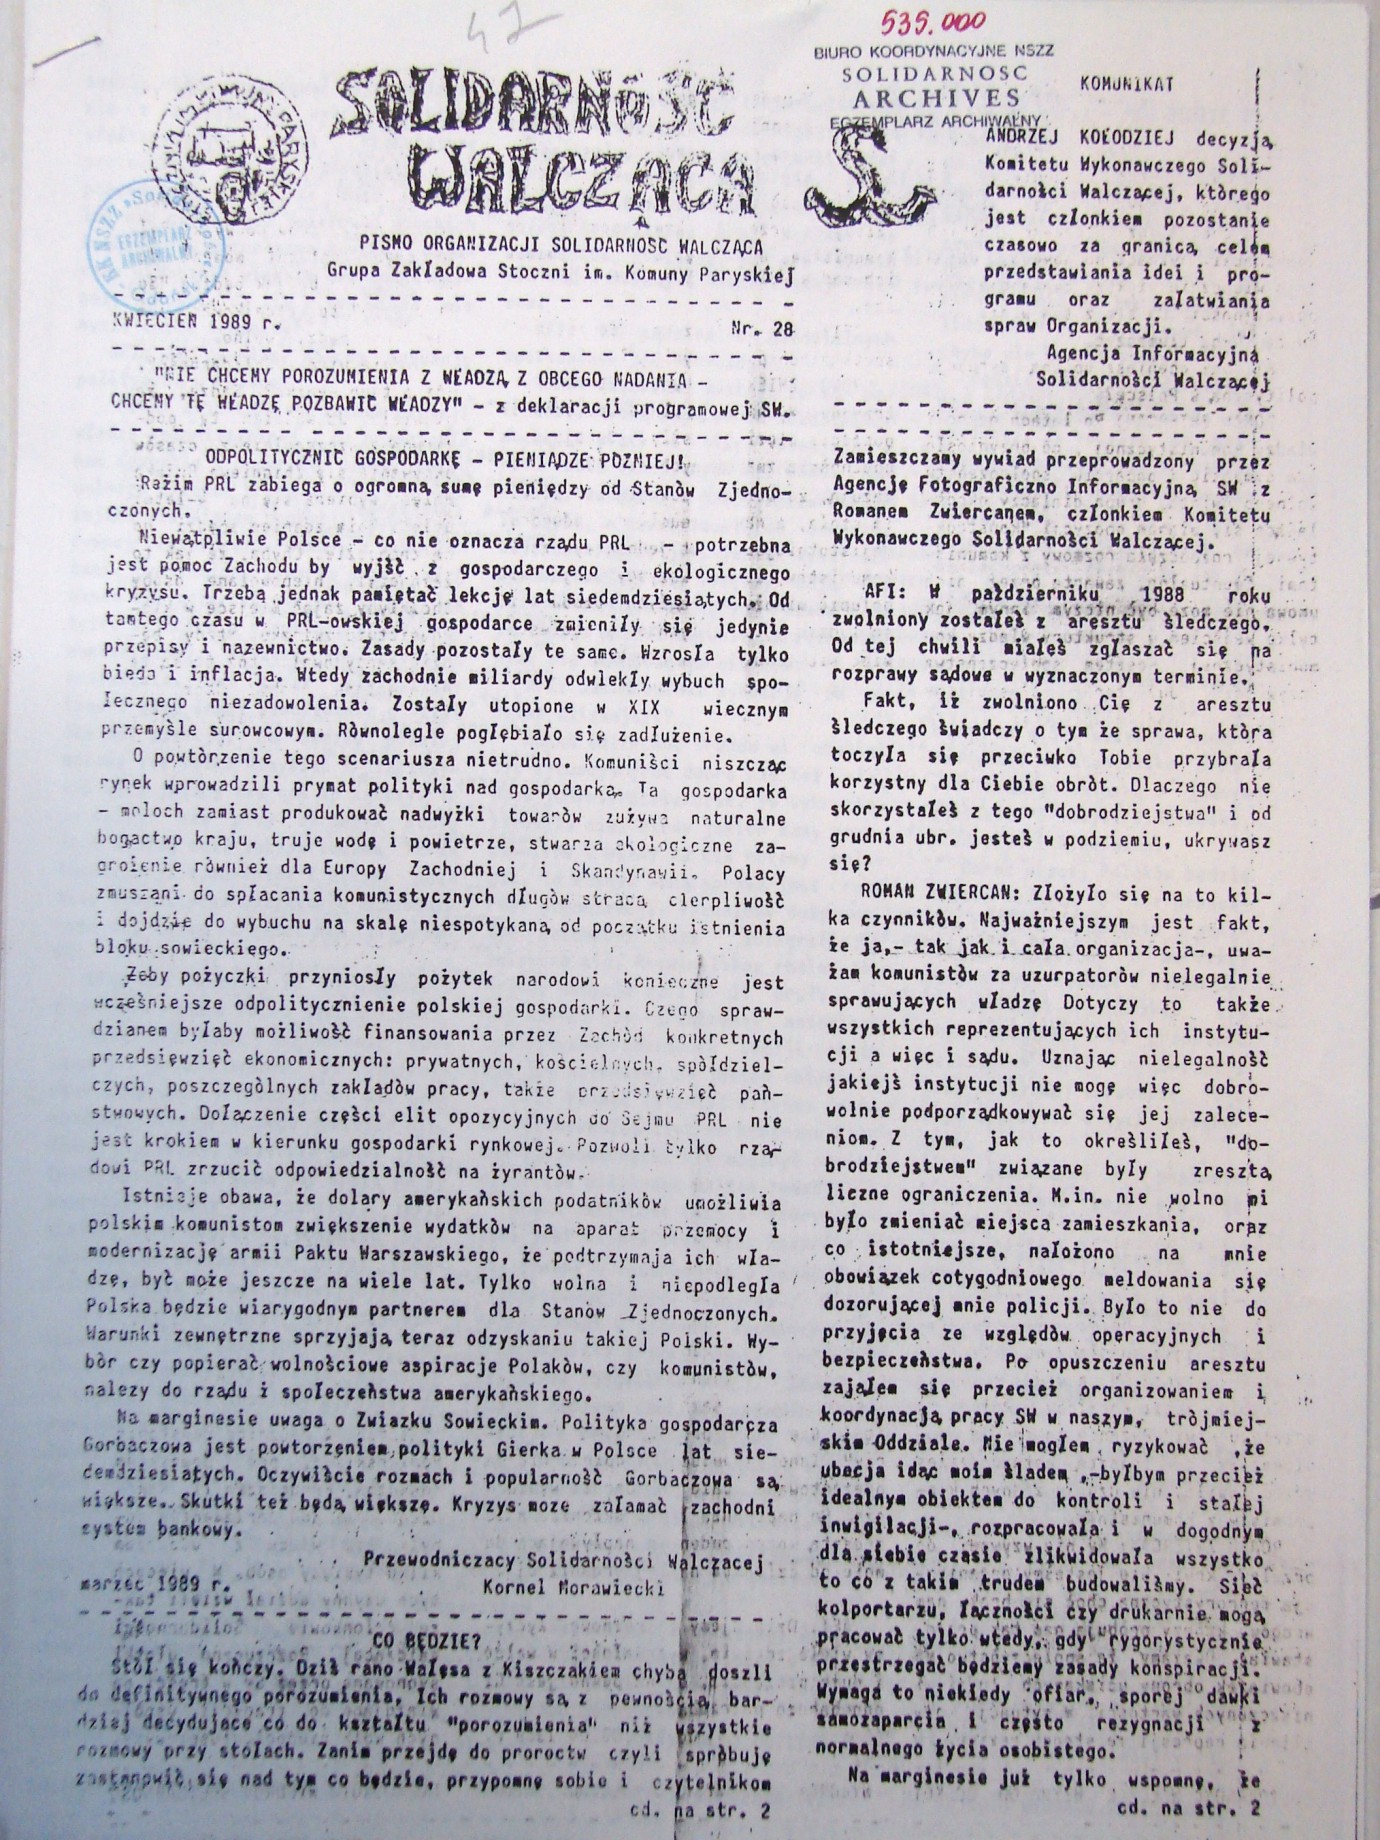 47
535.000
BIURO KOORDYNACYJNE NSZZ
SOLIDARNOSC
ARCHIVES
EGZEMPLARZ ARCHIWALNY
SOLIDARNOŚĆ
WALCZĄCA
EGZEMPLARZ
ARCHIWALNY
PISMO ORGANIZACJI SOLIDARNOŚĆ WALCZĄCA
Grupa Zakładowa Stoczni im. Komuny Paryskiej
KWIECIEŃ 1989 r. Nr. 28
"NIE CHCEMY POROZUMIENIA Z WŁADZĄ Z OBCEGO NADANIA -
CHCEMY TĘ WŁADZĘ POZBAWIĆ WŁADZY" - z deklaracji programowej SW.
ODPOLITYCZNIĆ GOSPODARKĘ - PIENIĄDZE PÓŹNIEJ!
Reżim PRL zabiega o ogromną sumę pieniędzy od Stanów Zjedno-
czonych.
Niewątpliwie Polsce - co nie oznacza rządu PRL - potrzebna
jest pomoc Zachodu by wyjść z gospodarczego i ekologicznego
kryzysu. Trzeba jednak pamiętać lekcję lat siedemdziesiątych. Od
tamtego czasu w PRL-owskiej gospodarce zmieniły się jedynie
przepisy i nazewnictwo. Zasady pozostały te same. Wzrosła tylko
bieda i inflacja. Wtedy zachodnie miliardy odwlekły wybuch spo-
łecznego niezadowolenia. Zostały utopione w XIX wiecznym
przemyśle surowcowym. Równolegle pogłębiało się zadłużenie.
O powtórzenie tego scenariusza nietrudno. Komuniści niszcząc
rynek wprowadzili prymat polityki nad gospodarką. Ta gospodarka
- moloch zamiast produkować nadwyżki towarów zużywa naturalne
bogactwo kraju, truje wodę i powietrze, stwarza ekologiczne za-
grożenie również dla Europy Zachodniej i Skandynawii. Polacy
zmuszani do spłacania komunistycznych długów stracą cierpliwość
i dojdzie do wybuchu na skalę niespotykaną od początku istnienia
bloku sowieckiego.
Żeby pożyczki przyniosły pożytek narodowi konieczne jest
wcześniejsze odpolitycznienie polskiej gospodarki. Czego spraw-
dzianem byłaby możliwość finansowania przez Zachód konkretnych
przedsięwzięć ekonomicznych: prywatnych, kościelnych, spółdziel-
czych, poszczególnych zakładów pracy, także przedsięwzięć pań-
stwowych. Dołączenie części elit opozycyjnych do Sejmu PRL nie
jest krokiem w kierunku gospodarki rynkowej. Pozwoli tylko rzą-
dowi PRL zrzucić odpowiedzialność na żyrantów.
Istnieje obawa, że dolary amerykańskich podatników umożliwią
polskim komunistom zwiększenie wydatków na aparat przemocy i
modernizację armii Paktu Warszawskiego, że podtrzymają ich wła-
dzę, być może jeszcze na wiele lat. Tylko wolna i niepodległa
Polska będzie wiarygodnym partnerem dla Stanów Zjednoczonych.
Warunki zewnętrzne sprzyjają teraz odzyskaniu takiej Polski. Wy-
bór czy popierać wolnościowe aspiracje Polaków, czy komunistów,
należy do rządu i społeczeństwa amerykańskiego.
Na marginesie uwaga o Związku Sowieckim. Polityka gospodarcza
Gorbaczowa jest powtorzeniem polityki Gierka w Polsce lat sie-
demdziesiątych. Oczywiście rozmach i popularność Gorbaczowa są
większe. Skutki też będą większe. Kryzys moze załamać zachodni
system bankowy.
Przewodniczacy Solidarności Walczacej
marzec 1989 r. Kornel Morawiecki
CO BĘDZIE?
Stół się kończy. Dziś rano Wałęsa z Kiszczakiem chyba doszli
do definitywnego porozumienia. Ich rozmowy są z pewnością bar-
dziej decydujące co do kształtu "porozumienia" niż wszystkie
rozmowy przy stołach. Zanim przejdę do proroctw czyli spróbuję
zastanowić się nad tym co będzie, przypomnę sobie i czytelnikom
cd. na str. 2
KOMUNIKAT
ANDRZEJ KOŁODZIEJ decyzją
Komitetu Wykonawczego Soli-
darności Walczącej, którego
jest członkiem pozostanie
czasowo za granicą celem
przedstawiania idei i pro-
gramu oraz załatwiania
spraw Organizacji.
Agencja Informacyjna
Solidarności Walczącej
Zamieszczamy wywiad przeprowadzony przez
Agencję Fotograficzno Informacyjną SW z
Romanem Zwiercanem, członkiem Komitetu
Wykonawczego Solidarności Walczącej.
AFI: W październiku 1988 roku
zwolniony zostałeś z aresztu śledczego.
Od tej chwili miałeś zgłaszać się na
rozprawy sądowe w wyznaczonym terminie.
Fakt, iż zwolniono Cię z aresztu
śledczego świadczy o tym że sprawa, która
toczyła się przeciwko Tobie przybrała
korzystny dla Ciebie obrót. Dlaczego nie
skorzystałeś z tego "dobrodziejstwa" i od
grudnia ubr. jesteś w podziemiu, ukrywasz
się?
ROMAN ZWIERCAN: Złożyło się na to kil-
ka czynników. Najważniejszym jest fakt,
że ja,- tak jak i cała organizacja-, uwa-
żam komunistów za uzurpatorów nielegalnie
sprawujących władzę Dotyczy to także
wszystkich reprezentujących ich instytu-
cji a więc i sądu. Uznając nielegalność
jakiejś instytucji nie mogę więc dobro-
wolnie podporządkowywać się jej zalece-
niom. Z tym, jak to określiłeś, "do-
brodziejstwem" związane były zresztą
liczne ograniczenia. M.in. nie wolno mi
było zmieniać miejsca zamieszkania, oraz
co istotniejsze, nałożono na mnie
obowiązek cotygodniowego meldowania się
dozorującej mnie policji. Było to nie do
przyjęcia ze względów operacyjnych i
bezpieczeństwa. Po opuszczeniu aresztu
zająłem się przecież organizowaniem i
koordynacją pracy SW w naszym, trójmiej-
skim Oddziale. Nie mogłem ryzykować ,że
ubecja idąc moim śladem ,-byłbym przecież
idealnym obiektem do kontroli i stałej
inwigilacji-, rozpracowała i w dogodnym
dla siebie czasie zlikwidowała wszystko
to co z takim trudem budowaliśmy. Sieć
kolportarzu, łączności czy drukarnie mogą
pracować tylko wtedy, gdy rygorystycznie
przestrzegać będziemy zasady konspiracji.
Wymaga to niekiedy ofiar, sporej dawki
samozaparcia i często rezygnacji z
normalnego życia osobistego.
Na marginesie już tylko wspomnę, że
cd. na str. 2